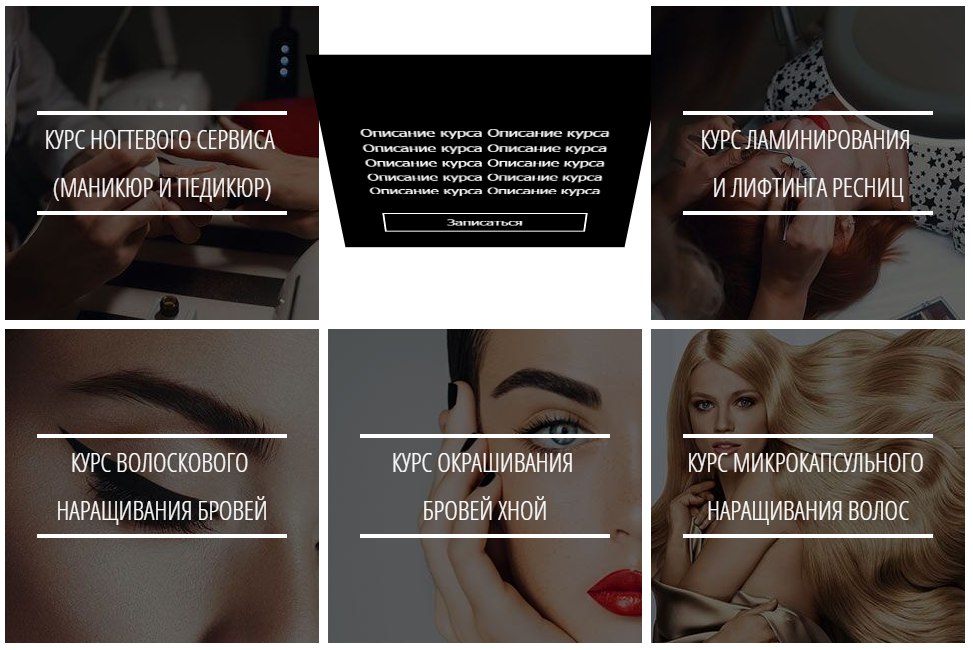 КУРС НОГТЕВОГО СЕРВИСА
(МАНИКЮР И ПЕДИКЮР)
Описание курса Описание курса
Описание курса Описание курса
Описание курса Описание курса
Описание курса Описание курса
Описание курса Описание курса
Записаться
КУРС ЛАМИНИРОВАНИЯ
И ЛИФТИНГА РЕСНИЦ
КУРС ВОЛОСКОВОГО
НАРАЩИВАНИЯ БРОВЕЙ
КУРС ОКРАШИВАНИЯ
БРОВЕЙ ХНОЙ
КУРС МИКРОКАПСУЛЬНОГО
НАРАЩИВАНИЯ ВОЛОС